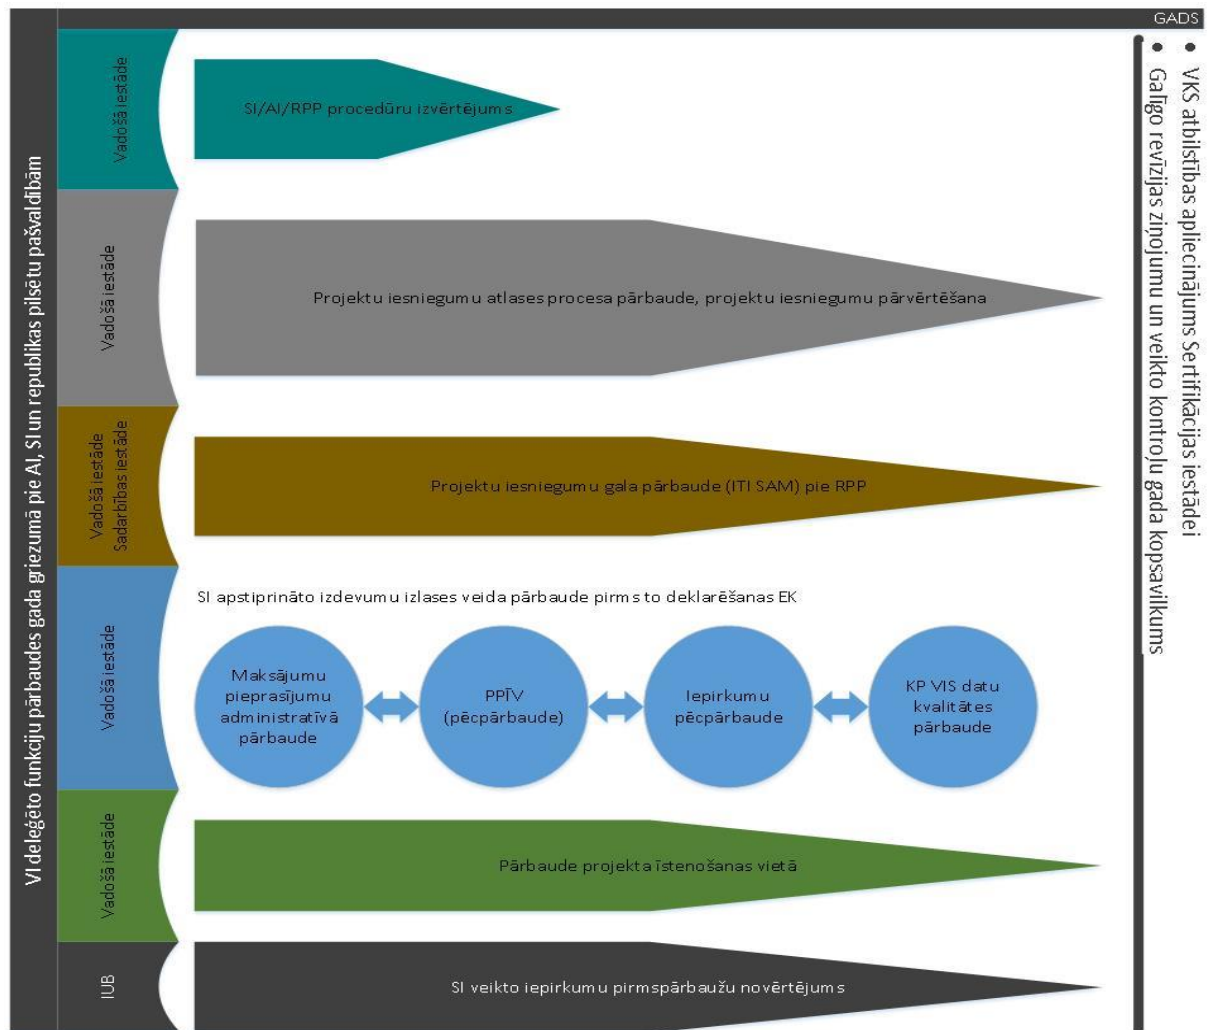 GADS
VI deleģēto funkciju pārbaudes gada griezumā pie AI, SI un republikas pilsētu pašvaldībām
Vadošā iestāde
SI/AI/RPP procedūru izvērtējums
Vadošā iestāde
Projektu iesniegumu atlases procesa pārbaude, projektu iesniegumu pārvērtēšana
Vadošā iestāde
Sadarbības iestāde
Projektu iesniegumu gala pārbaude (ITI SAM) pie RPP
Vadošā iestāde
SI apstiprināto izdevumu izlases veida pārbaude pirms to deklarēšanas EK
Maksājumu
pieprasījumu
administratīvā
pārbaude
PPĪV
(pēcpārbaude)
Iepirkumu
pēcpārbaude
KP VIS datu
kvalitātes
pārbaude
Vadošā iestāde
Pārbaude projekta īstenošanas vietā
IUB
SI veikto iepirkumu pirmspārbaužu novērtējums
• VKS atbilstības apliecinājums Sertifikācijas iestādei
• Galīgo revīzijas ziņojumu un veikto kontroļu gada kopsavilkums